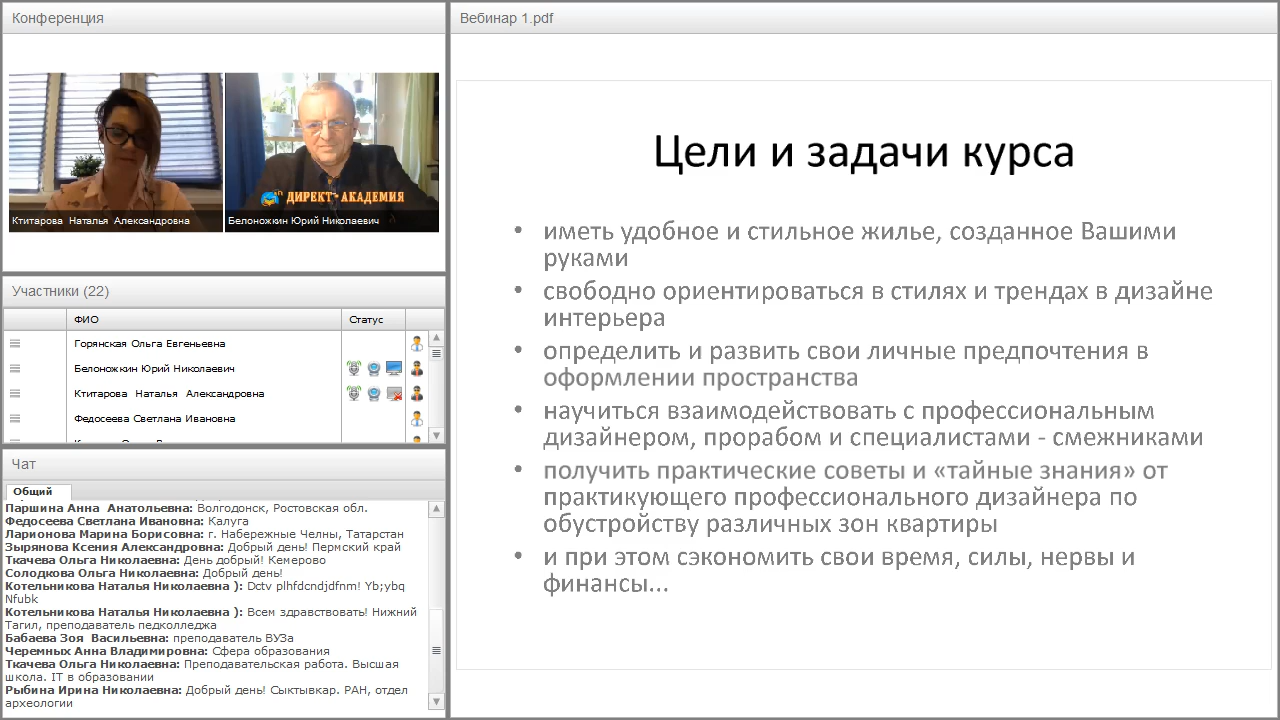 Конференция
Ктитарова Наталья Александровна
ДИРЕКТ-АКАДЕМИЯ
Белоножкин Юрий Николаевич
Участники (22)
ФИО Статус
Горянская Ольга Евгеньевна
Белоножкин Юрий Николаевич
Ктитарова Наталья Александровна
Федосеева Светлана Ивановна
Чат
Общий
Паршина Анна Анатольевна: Волгодонск, Ростовская обл.
Федосеева Светлана Ивановна: Калуга
Ларионова Марина Борисовна: г. Набережные Челны, Татарстан
Зырянова Ксения Александровна: Добрый день! Пермский край
Ткачева Ольга Николаевна: День добрый! Кемерово
Солодкова Ольга Николаевна: Добрый день!
Котельникова Наталья Николаевна ): Dctv plhfdcndjdfnm! Yb;ybq
Nfubk
Котельникова Наталья Николаевна ): Всем здравствовать! Нижний
Тагил, преподаватель педколледжа
Бабаева Зоя Васильевна: преподаватель ВУЗа
Черемных Анна Владимировна: Сфера образования
Ткачева Ольга Николаевна: Преподавательская работа. Высшая
школа. IT в образовании
Рыбина Ирина Николаевна: Добрый день! Сыктывкар. РАН, отдел
археологии
Вебинар 1.pdf
Цели и задачи курса
• иметь удобное и стильное жилье, созданное Вашими
руками
• свободно ориентироваться в стилях и трендах в дизайне
интерьера
• определить и развить свои личные предпочтения в
оформлении пространства
• научиться взаимодействовать с профессиональным
дизайнером, прорабом и специалистами - смежниками
• получить практические советы и «тайные знания» от
практикующего профессионального дизайнера по
обустройству различных зон квартиры
• и при этом сэкономить свои время, силы, нервы и
финансы...